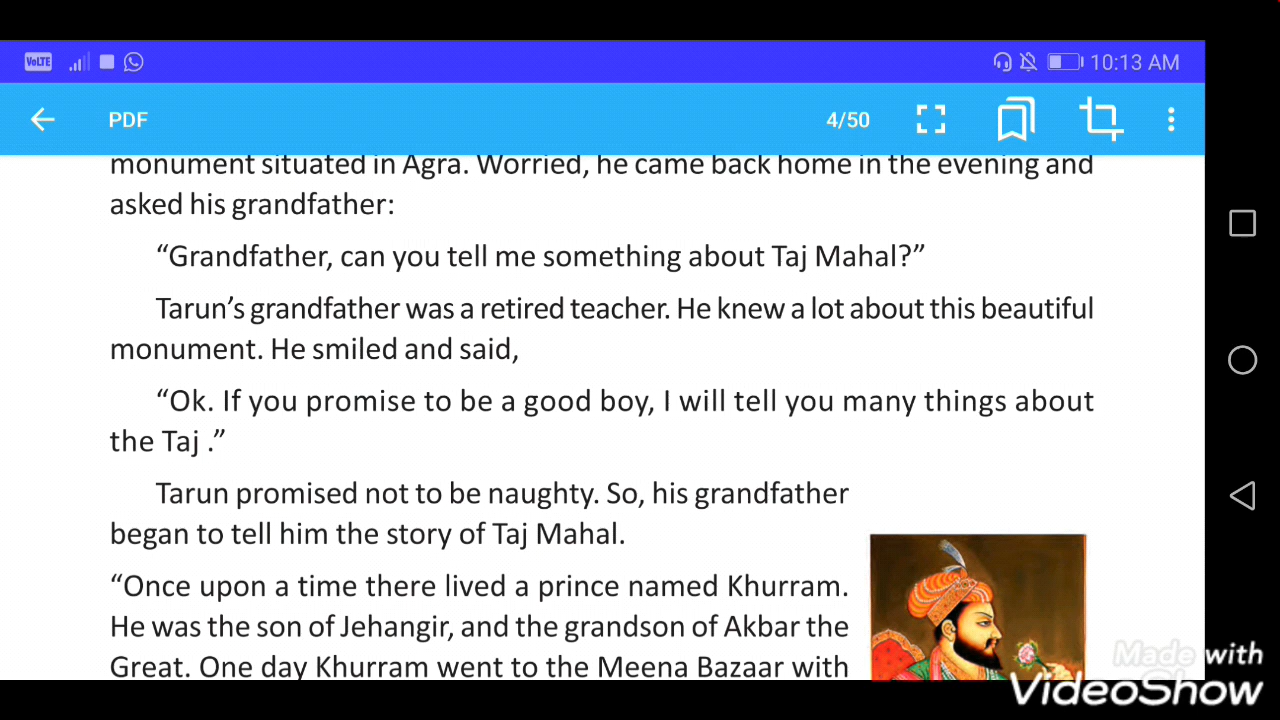 VoLTE
10:13 AM
PDF
4/50
monument situated in Agra. Worried, he came back home in the evening and
asked his grandfather:
“Grandfather, can you tell me something about Taj Mahal?”
Tarun’s grandfather was a retired teacher. He knew a lot about this beautiful
monument. He smiled and said,
“Ok. If you promise to be a good boy, I will tell you many things about
the Taj .”
Tarun promised not to be naughty. So, his grandfather
began to tell him the story of Taj Mahal.
“Once upon a time there lived a prince named Khurram.
He was the son of Jehangir, and the grandson of Akbar the
Great. One day Khurram went to the Meena Bazaar with
Made with
VideoShow